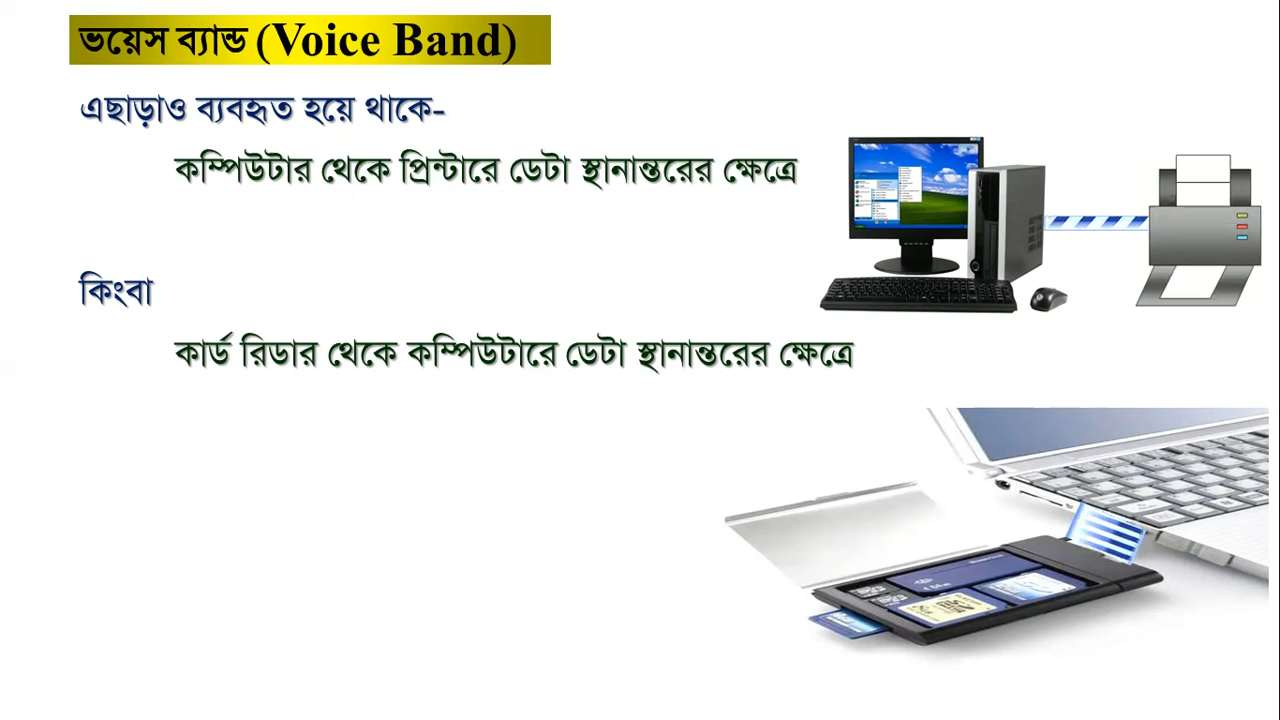 ভয়েস ব্যান্ড (Voice Band)
এছাড়াও ব্যবহৃত হয়ে থাকে-
কম্পিউটার থেকে প্রিন্টারে ডেটা স্থানান্তরের ক্ষেত্রে
কিংবা
কার্ড রিডার থেকে কম্পিউটারে ডেটা স্থানান্তরের ক্ষেত্রে